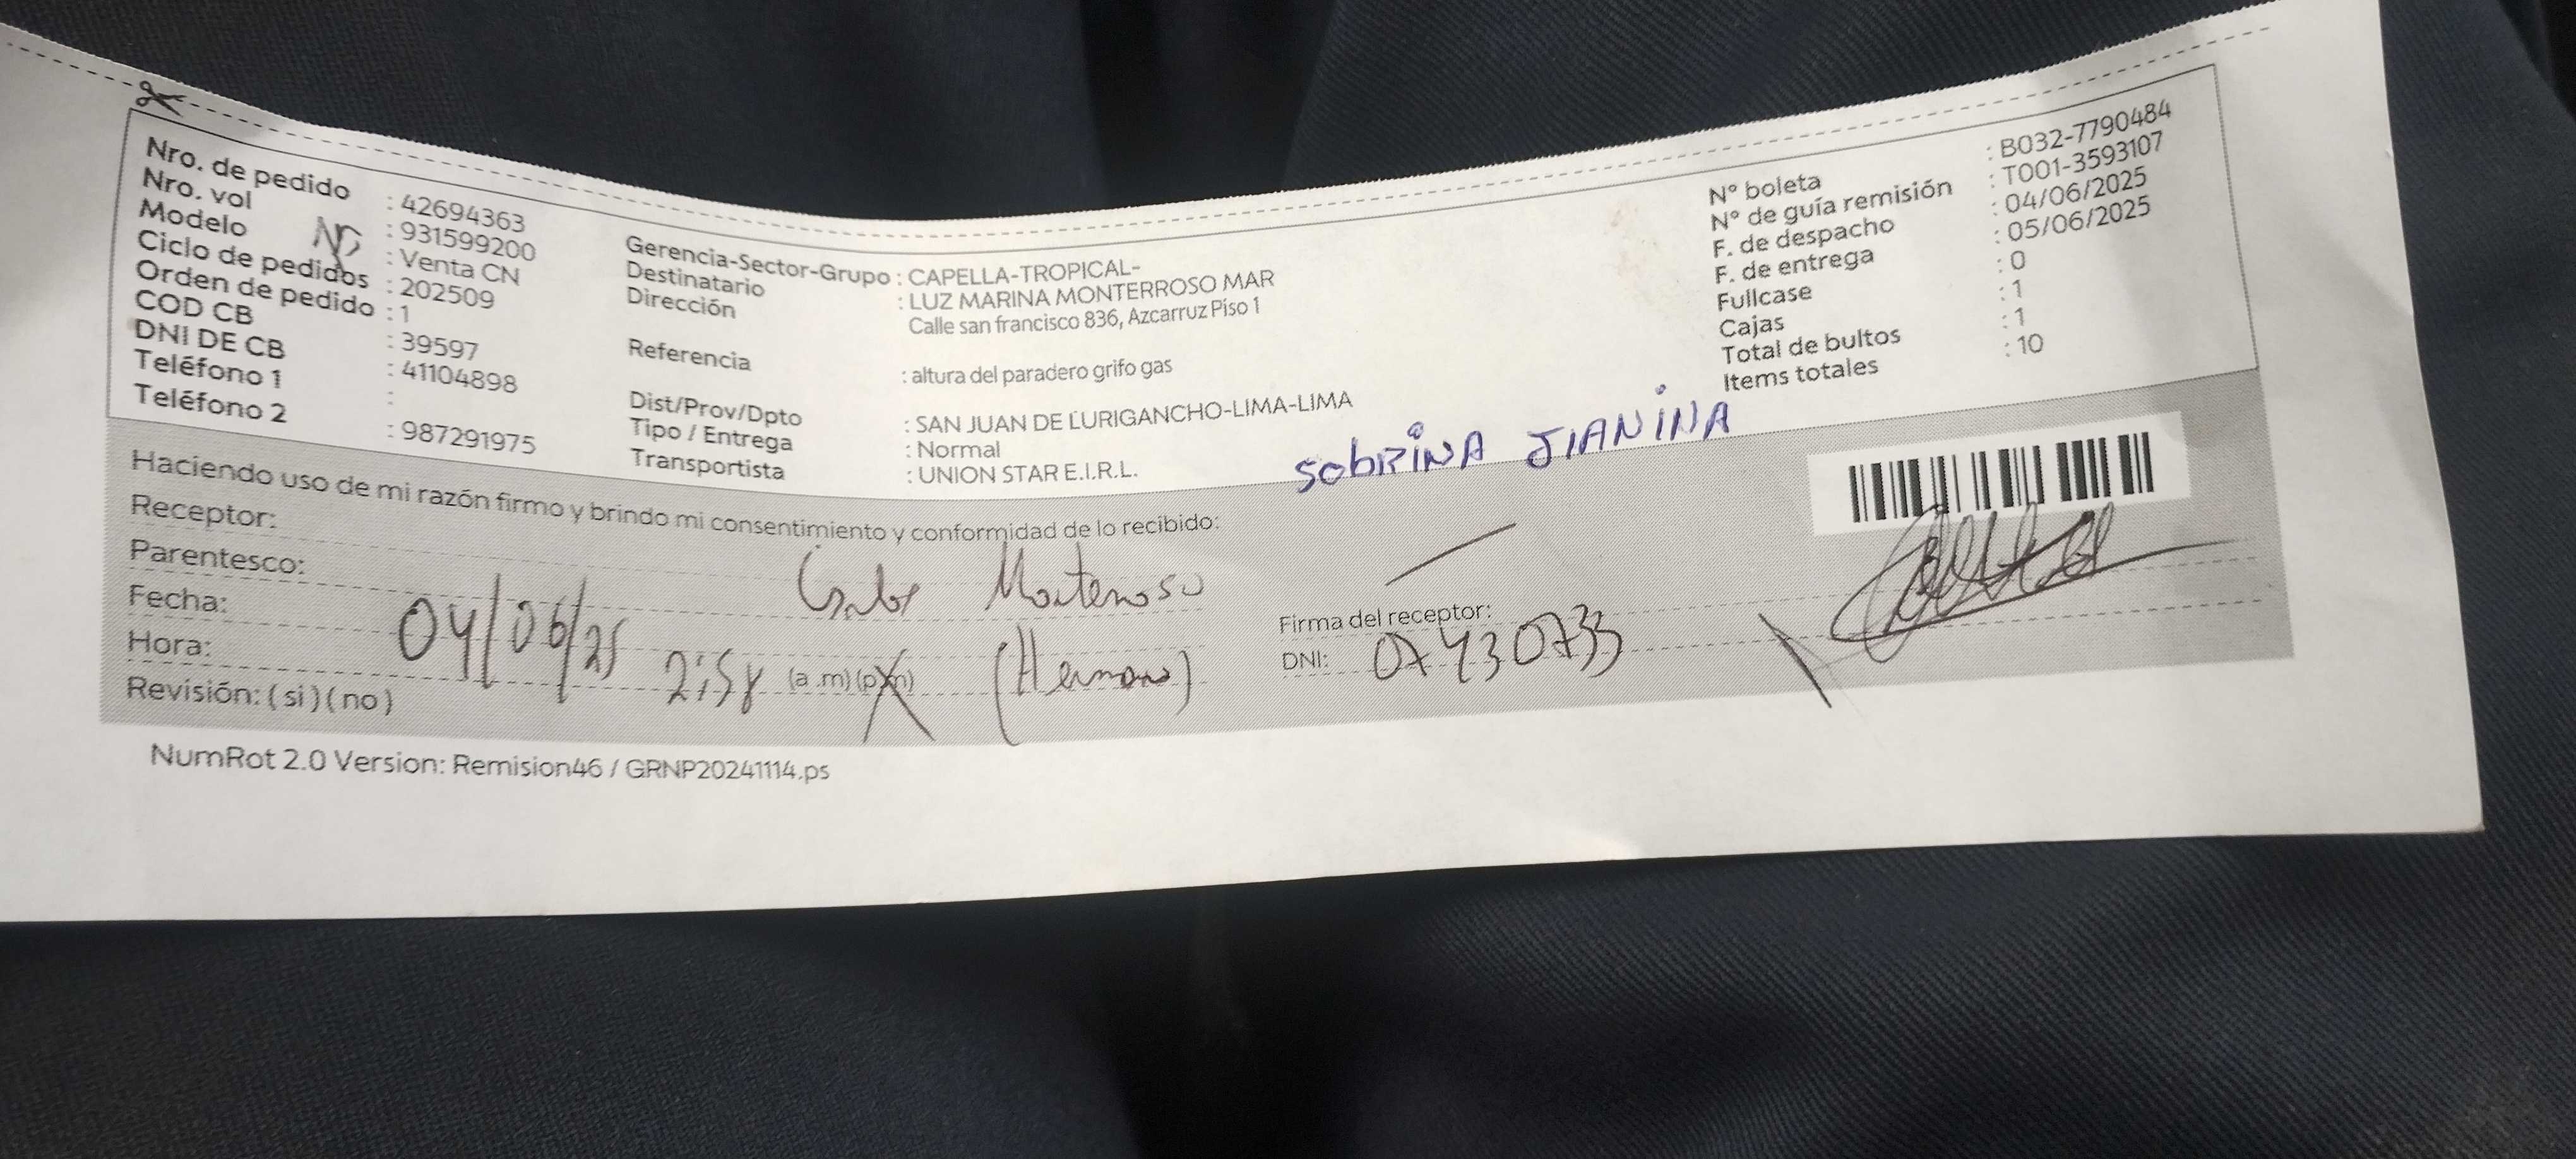 Nro. de pedido : 42694363
Nro. vol : 931599200
Modelo : Venta CN
Ciclo de pedidos : 202509
Orden de pedido : 1
COD CB : 39597
DNI DE CB : 41104898
Teléfono 1 :
Teléfono 2 : 987291975
Gerencia-Sector-Grupo : CAPELLA-TROPICAL-
Destinatario : LUZ MARINA MONTERROSO MAR
Dirección Calle san francisco 836, Azcarruz Piso 1
Referencia : altura del paradero grifo gas
Dist/Prov/Dpto : SAN JUAN DE LURIGANCHO-LIMA-LIMA
Tipo / Entrega : Normal
Transportista : UNION STAR E.I.R.L.
N° boleta : B032-7790484
N° de guía remisión : T001-3593107
F. de despacho : 04/06/2025
F. de entrega : 05/06/2025
Fullcase : 0
Cajas : 1
Total de bultos : 1
Items totales : 10
SObRiNA JIANiNA
Haciendo uso de mi razón firmo y brindo mi consentimiento y conformidad de lo recibido:
Receptor: Monterroso
Parentesco:
Fecha: 04/06/25
Hora: 2:58 (a .m) (p.m) (Hermano)
Revisión: ( si ) ( no )
Firma del receptor:
DNI: 07430733
NumRot 2.0 Version: Remision46 / GRNP20241114.ps